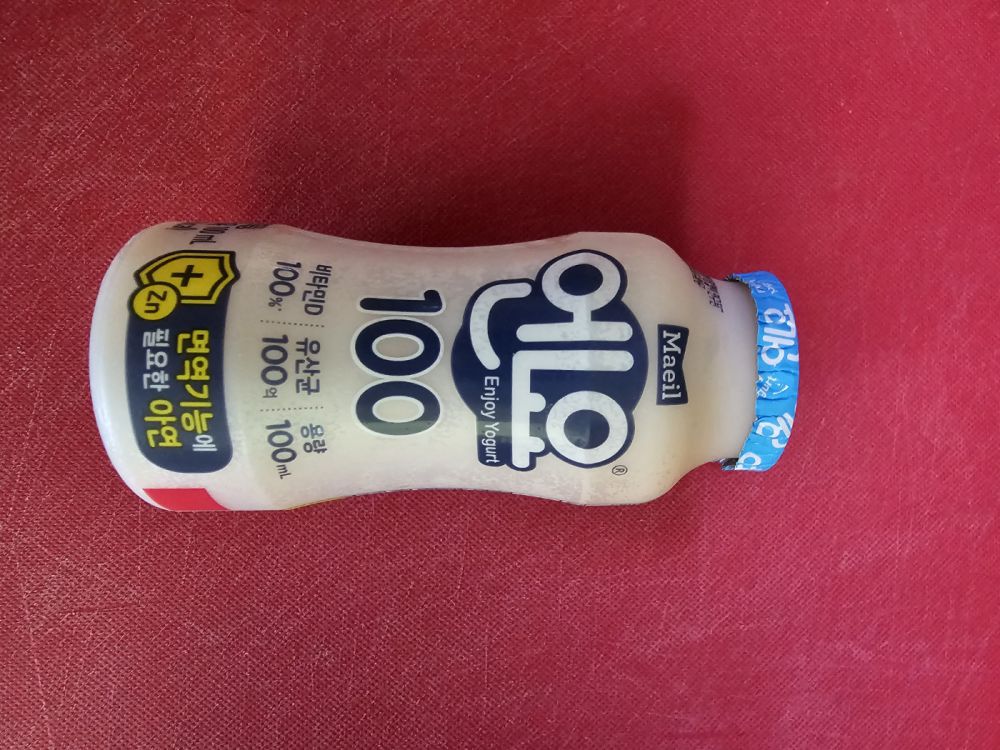 Maeil
엔요
®
Enjoy Yogurt
100
비타민D 유산균 용량
100%* 100억 100mL
Zn
면역기능에
필요한 아연